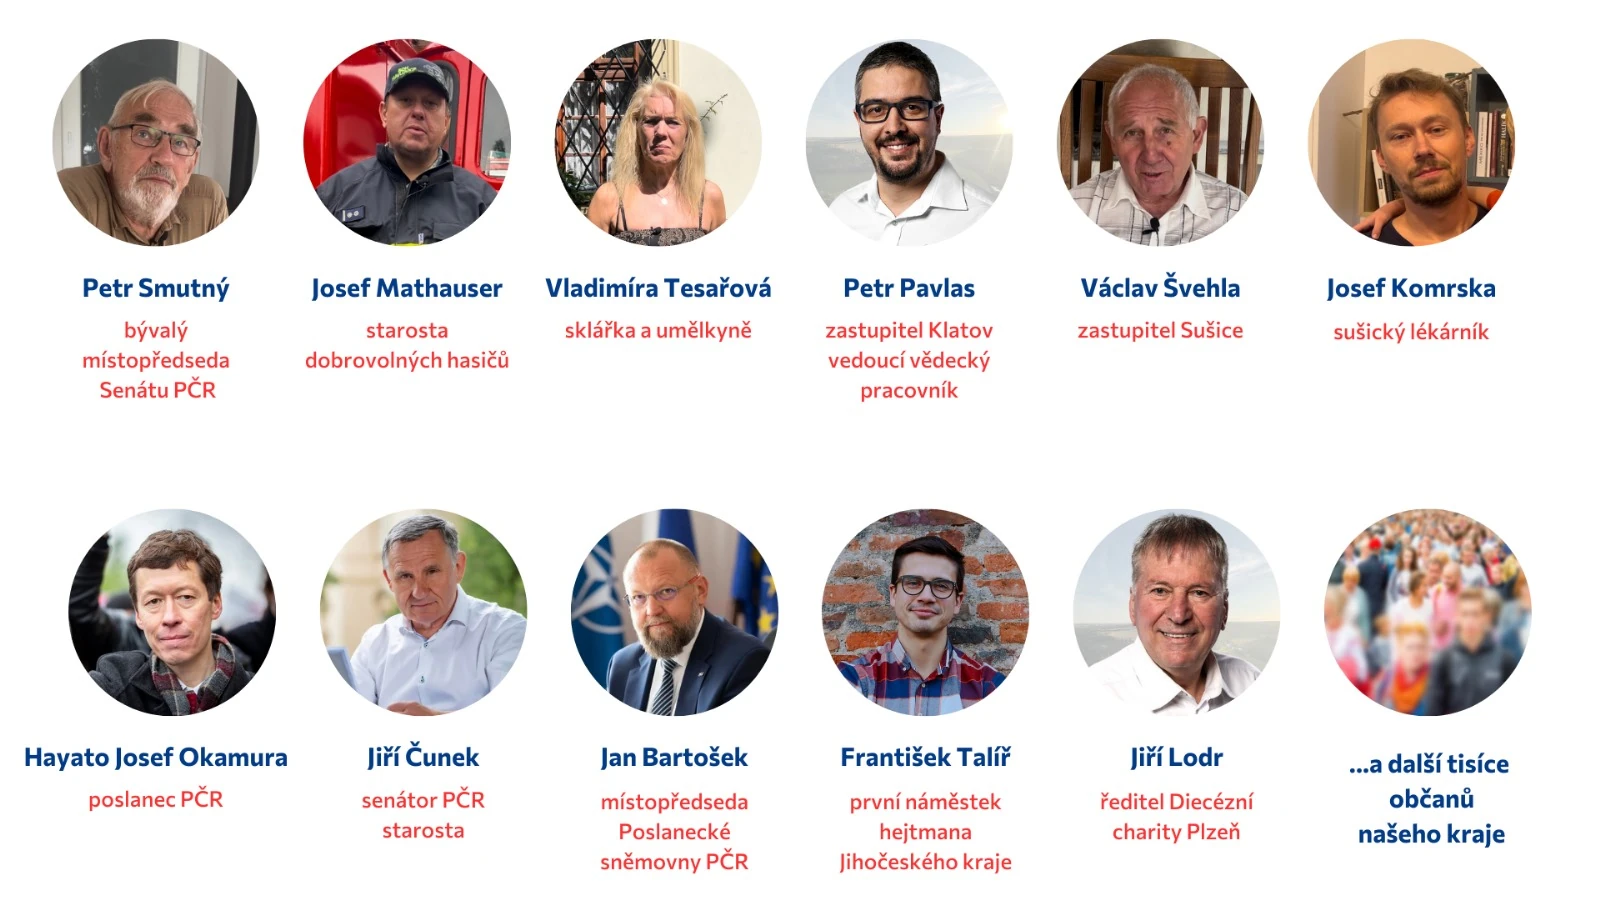 Petr Smutný
bývalý
místopředseda
Senátu PČR
Josef Mathauser
starosta
dobrovolných hasičů
Vladimíra Tesařová
sklářka a umělkyně
Petr Pavlas
zastupitel Klatov
vedoucí vědecký
pracovník
Václav Švehla
zastupitel Sušice
Josef Komrska
sušický lékárník
Hayato Josef Okamura
poslanec PČR
Jiří Čunek
senátor PČR
starosta
Jan Bartošek
místopředseda
Poslanecké
sněmovny PČR
František Talíř
první náměstek
hejtmana
Jihočeského kraje
Jiří Lodr
ředitel Diecézní
charity Plzeň
...a další tisíce
občanů
našeho kraje